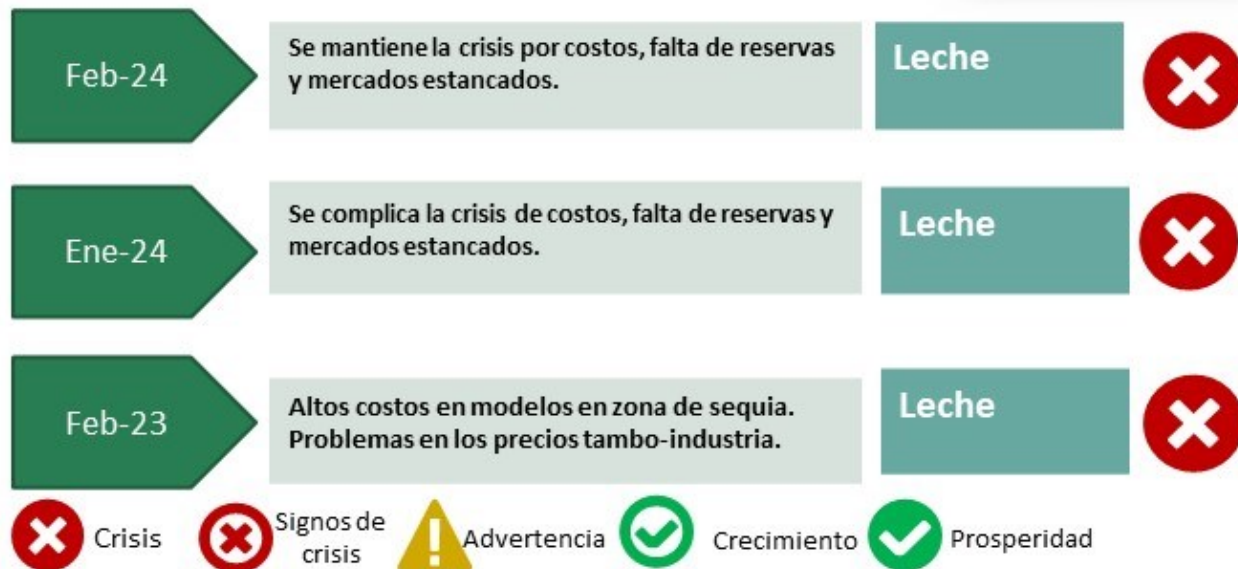 Feb-24
Se mantiene la crisis por costos, falta de reservas
y mercados estancados.
Leche
Ene-24
Se complica la crisis de costos, falta de reservas y
mercados estancados.
Leche
Feb-23
Altos costos en modelos en zona de sequia.
Problemas en los precios tambo-industria.
Leche
Crisis
Signos de
crisis
Advertencia
Crecimiento
Prosperidad